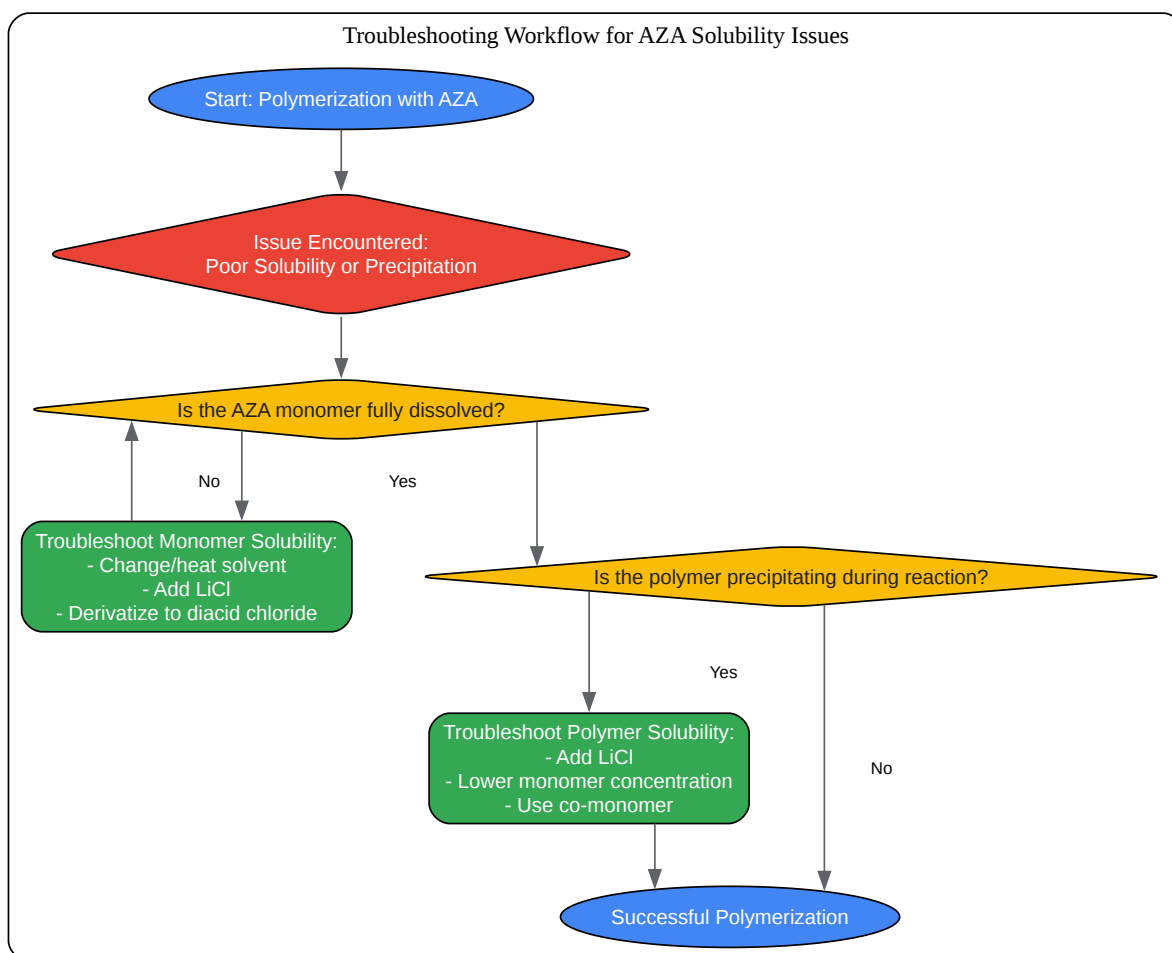 Troubleshooting Workflow for AZA Solubility Issues
Start: Polymerization with AZA
Issue Encountered:
Poor Solubility or Precipitation
Is the AZA monomer fully dissolved?
No
Yes
Troubleshoot Monomer Solubility:
- Change/heat solvent
- Add LiCl
- Derivatize to diacid chloride
Is the polymer precipitating during reaction?
Yes
No
Troubleshoot Polymer Solubility:
- Add LiCl
- Lower monomer concentration
- Use co-monomer
Successful Polymerization